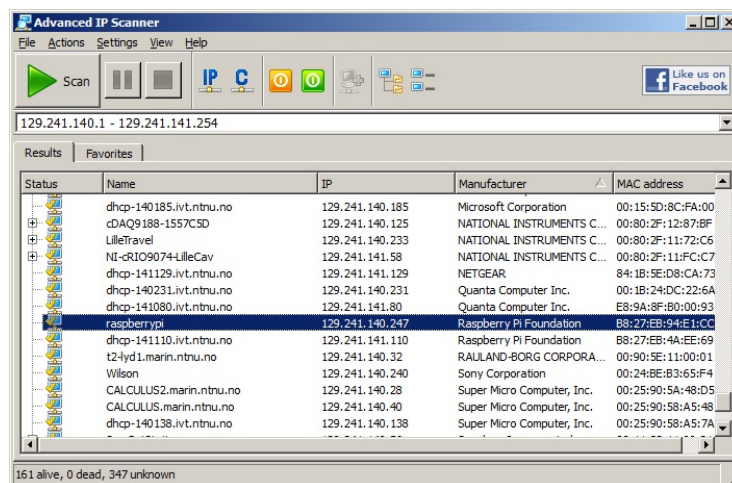 Advanced IP Scanner
File Actions Settings View Help
Scan IP C Like us on
Facebook
129.241.140.1 - 129.241.141.254
Results Favorites
Status Name IP Manufacturer MAC address
dhcp-140185.ivt.ntnu.no 129.241.140.185 Microsoft Corporation 00:15:5D:8C:FA:00
cDAQ9188-1557C5D 129.241.140.125 NATIONAL INSTRUMENTS C... 00:80:2F:12:87:BF
LilleTravel 129.241.140.233 NATIONAL INSTRUMENTS C... 00:80:2F:11:72:C6
NI-cRIO9074-LilleCav 129.241.141.58 NATIONAL INSTRUMENTS C... 00:80:2F:11:FC:C7
dhcp-141129.ivt.ntnu.no 129.241.141.129 NETGEAR 84:1B:5E:D8:CA:73
dhcp-140231.ivt.ntnu.no 129.241.140.231 Quanta Computer Inc. 00:1B:24:DC:22:6A
dhcp-141080.ivt.ntnu.no 129.241.141.80 Quanta Computer Inc. E8:9A:8F:B0:00:93
raspberrypi 129.241.140.247 Raspberry Pi Foundation B8:27:EB:94:E1:CC
dhcp-141110.ivt.ntnu.no 129.241.141.110 Raspberry Pi Foundation B8:27:EB:4A:EE:69
t2-lyd1.marin.ntnu.no 129.241.140.32 RAULAND-BORG CORPORA... 00:90:5E:11:00:01
Wilson 129.241.140.240 Sony Corporation 00:24:BE:B3:65:F4
CALCULUS2.marin.ntnu.no 129.241.140.28 Super Micro Computer, Inc. 00:25:90:5A:48:D5
CALCULUS.marin.ntnu.no 129.241.140.40 Super Micro Computer, Inc. 00:25:90:58:A5:48
dhcp-140138.ivt.ntnu.no 129.241.140.138 Super Micro Computer, Inc. 00:25:90:58:A5:7A
161 alive, 0 dead, 347 unknown